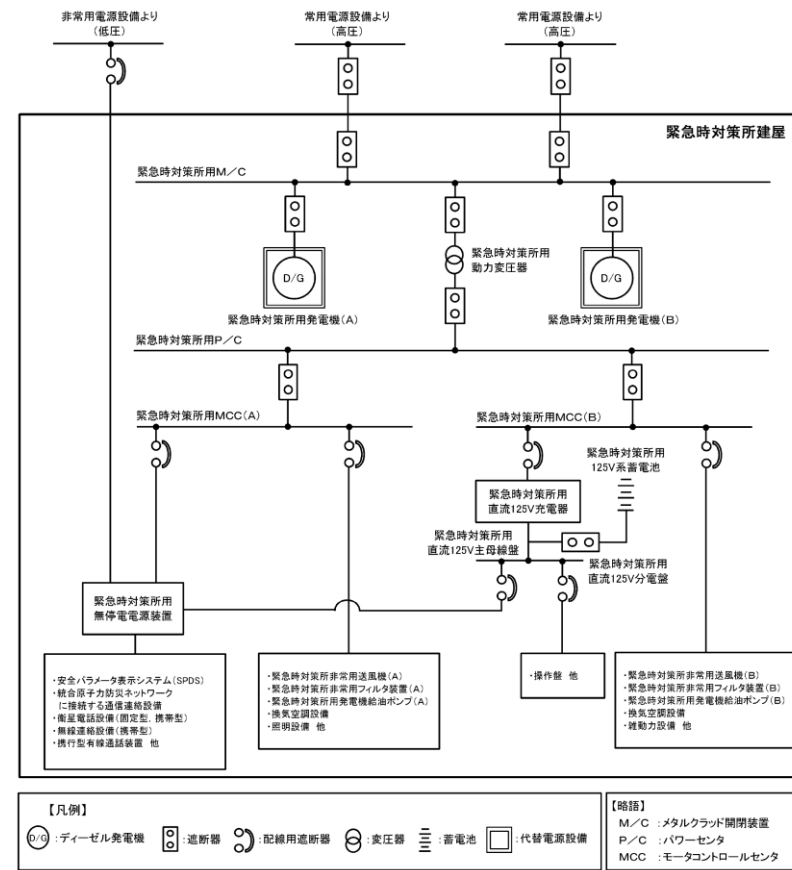 非常用電源設備より
(低圧)
常用電源設備より
(高圧)
常用電源設備より
(高圧)
緊急時対策所建屋
緊急時対策所用M/C
緊急時対策所用
動力変圧器
D/G
D/G
緊急時対策所用発電機(A)
緊急時対策所用発電機(B)
緊急時対策所用P/C
緊急時対策所用MCC(A)
緊急時対策所用MCC(B)
緊急時対策所用
125V系蓄電池
緊急時対策所用
直流125V充電器
緊急時対策所用
直流125V主母線盤
緊急時対策所用
直流125V分電盤
緊急時対策所用
無停電電源装置
・安全パラメータ表示システム(SPDS)
・統合原子力防災ネットワーク
に接続する通信連絡設備
・衛星電話設備(固定型,携帯型)
・無線連絡設備(携帯型)
・携行型有線通話装置 他
・緊急時対策所非常用送風機(A)
・緊急時対策所非常用フィルタ装置(A)
・緊急時対策所用発電機給油ポンプ(A)
・換気空調設備
・照明設備 他
・操作盤 他
・緊急時対策所非常用送風機(B)
・緊急時対策所非常用フィルタ装置(B)
・緊急時対策所用発電機給油ポンプ(B)
・換気空調設備
・雑動力設備 他
【凡例】
D/G :ディーゼル発電機 :遮断器 :配線用遮断器 :変圧器 :蓄電池 :代替電源設備
【略語】
M/C :メタルクラッド開閉装置
P/C :パワーセンタ
MCC :モータコントロールセンタ